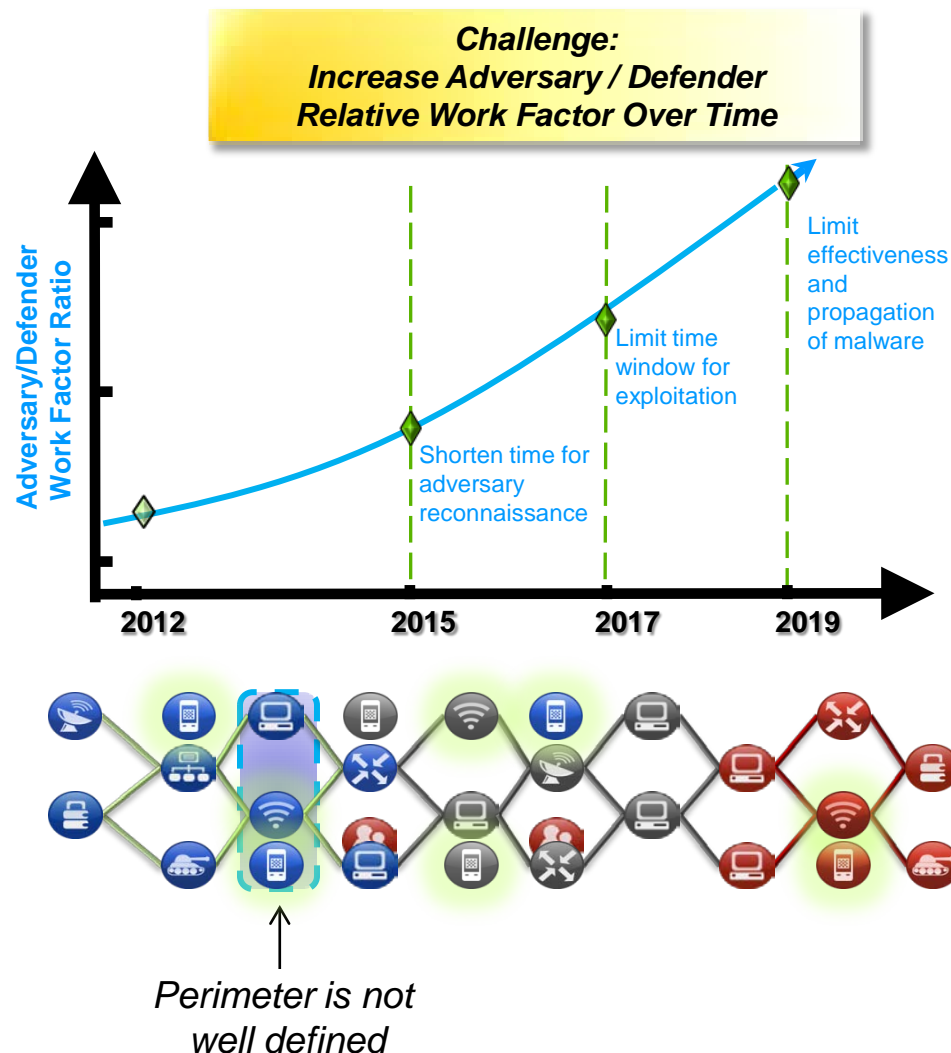 Challenge:
Increase Adversary / Defender
Relative Work Factor Over Time
Adversary/Defender
Work Factor Ratio
Limit
effectiveness
and
propagation
of malware
Limit time
window for
exploitation
Shorten time for
adversary
reconnaissance
2012
2015
2017
2019
Perimeter is not
well defined